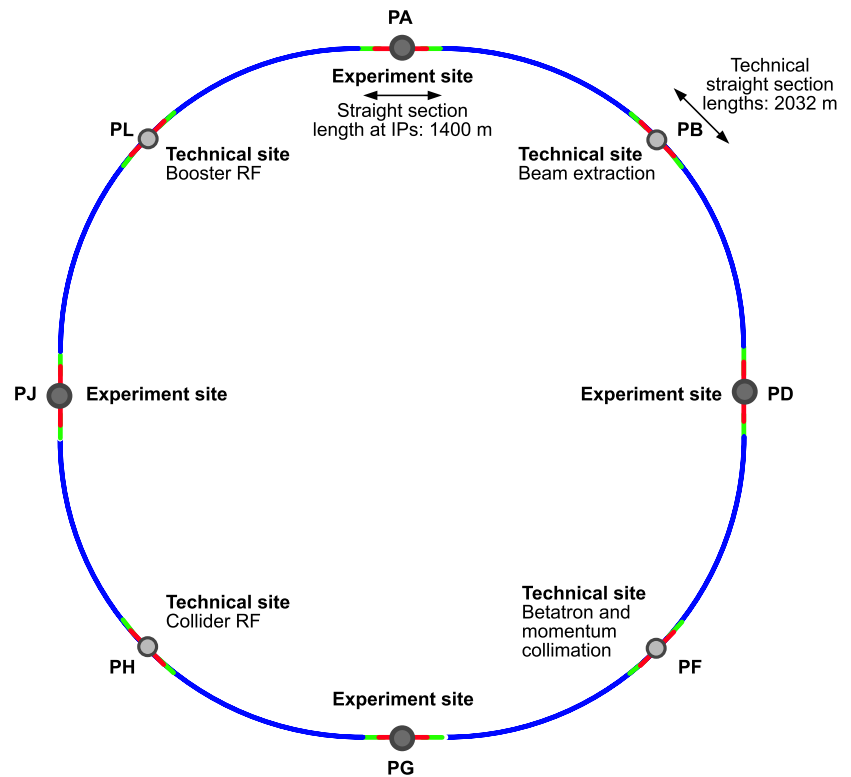 PA
Experiment site
Straight section
length at IPs: 1400 m
Technical
straight section
lengths: 2032 m
PL
PB
Technical site
Booster RF
Technical site
Beam extraction
PJ
Experiment site
Experiment site
PD
Technical site
Collider RF
Technical site
Betatron and
momentum
collimation
PH
PF
Experiment site
PG